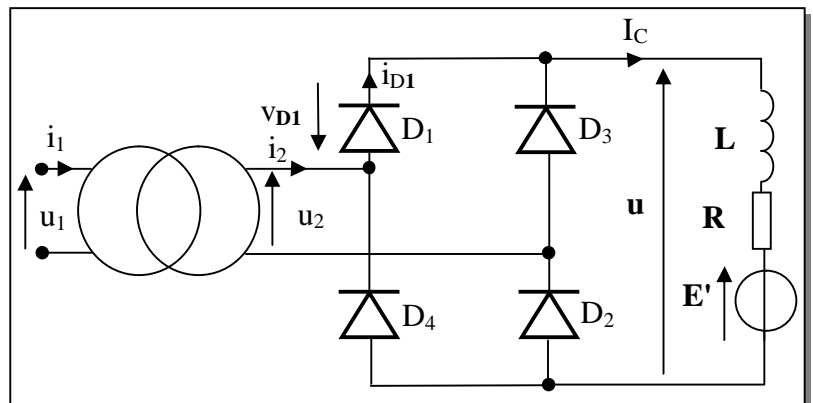 I_C
i_D1
v_D1
D_1
D_3
i_1
i_2
L
u_1
u_2
u
R
E'
D_4
D_2